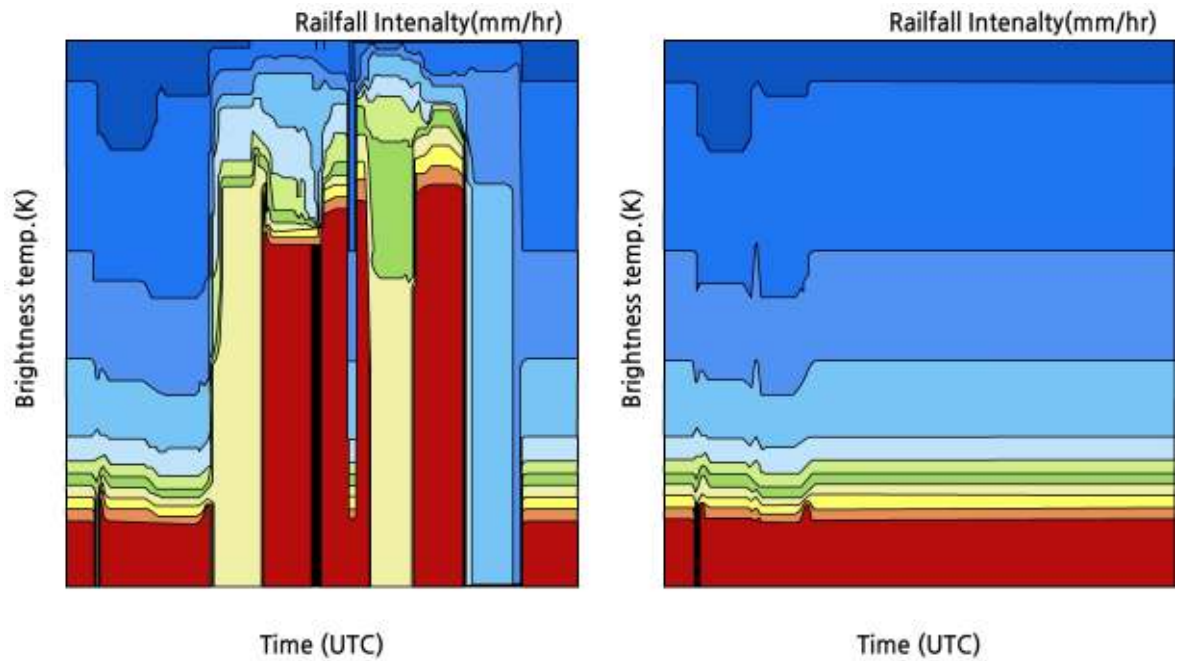 Railfall Intenalty(mm/hr)
Brightness temp.(K)
Time (UTC)
Railfall Intenalty(mm/hr)
Brightness temp.(K)
Time (UTC)